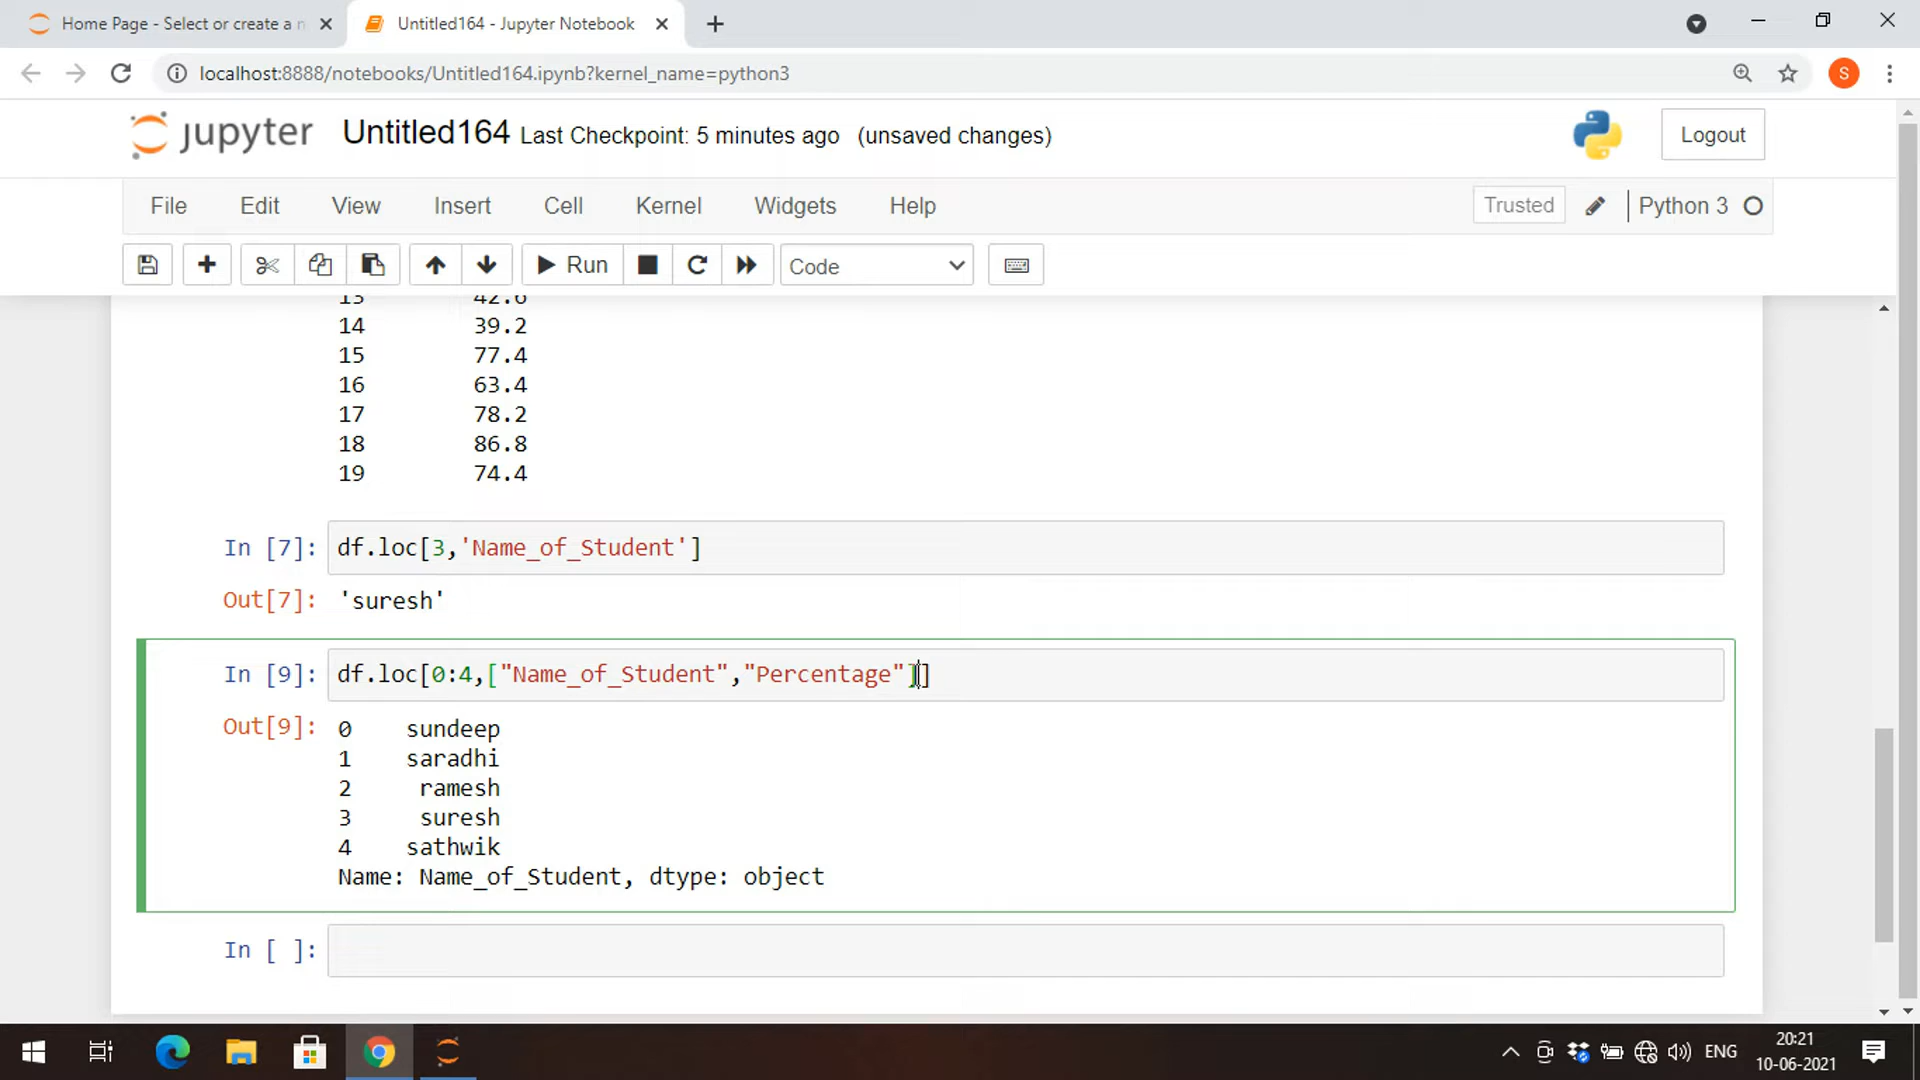 Home Page - Select or create a n
Untitled164 - Jupyter Notebook
localhost:8888/notebooks/Untitled164.ipynb?kernel_name=python3
S
jupyter Untitled164 Last Checkpoint: 5 minutes ago (unsaved changes)
Logout
File Edit View Insert Cell Kernel Widgets Help
Trusted
Python 3
Run
Code
13 42.6
14 39.2
15 77.4
16 63.4
17 78.2
18 86.8
19 74.4
In [7]: df.loc[3,'Name_of_Student']
Out[7]: 'suresh'
In [9]: df.loc[0:4,["Name_of_Student","Percentage"]]
Out[9]: 0 sundeep
1 saradhi
2 ramesh
3 suresh
4 sathwik
Name: Name_of_Student, dtype: object
In [ ]:
ENG
20:21
10-06-2021